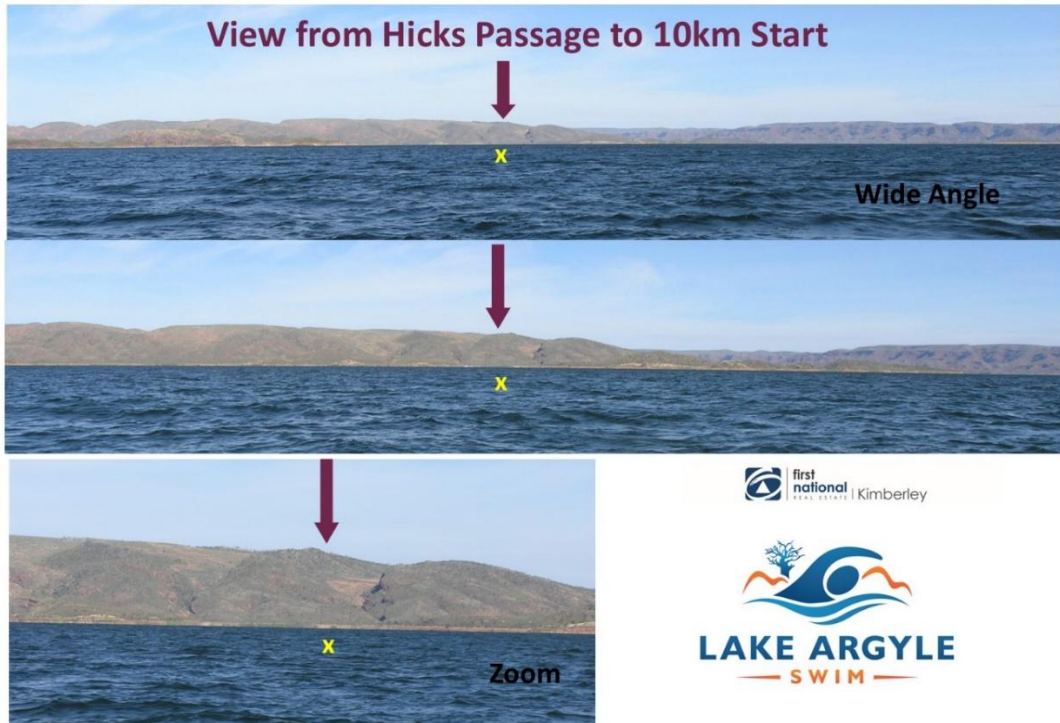 View from Hicks Passage to 10km Start
x
Wide Angle
x
x
Zoom
first
national
REAL ESTATE
Kimberley
LAKE ARGYLE
SWIM